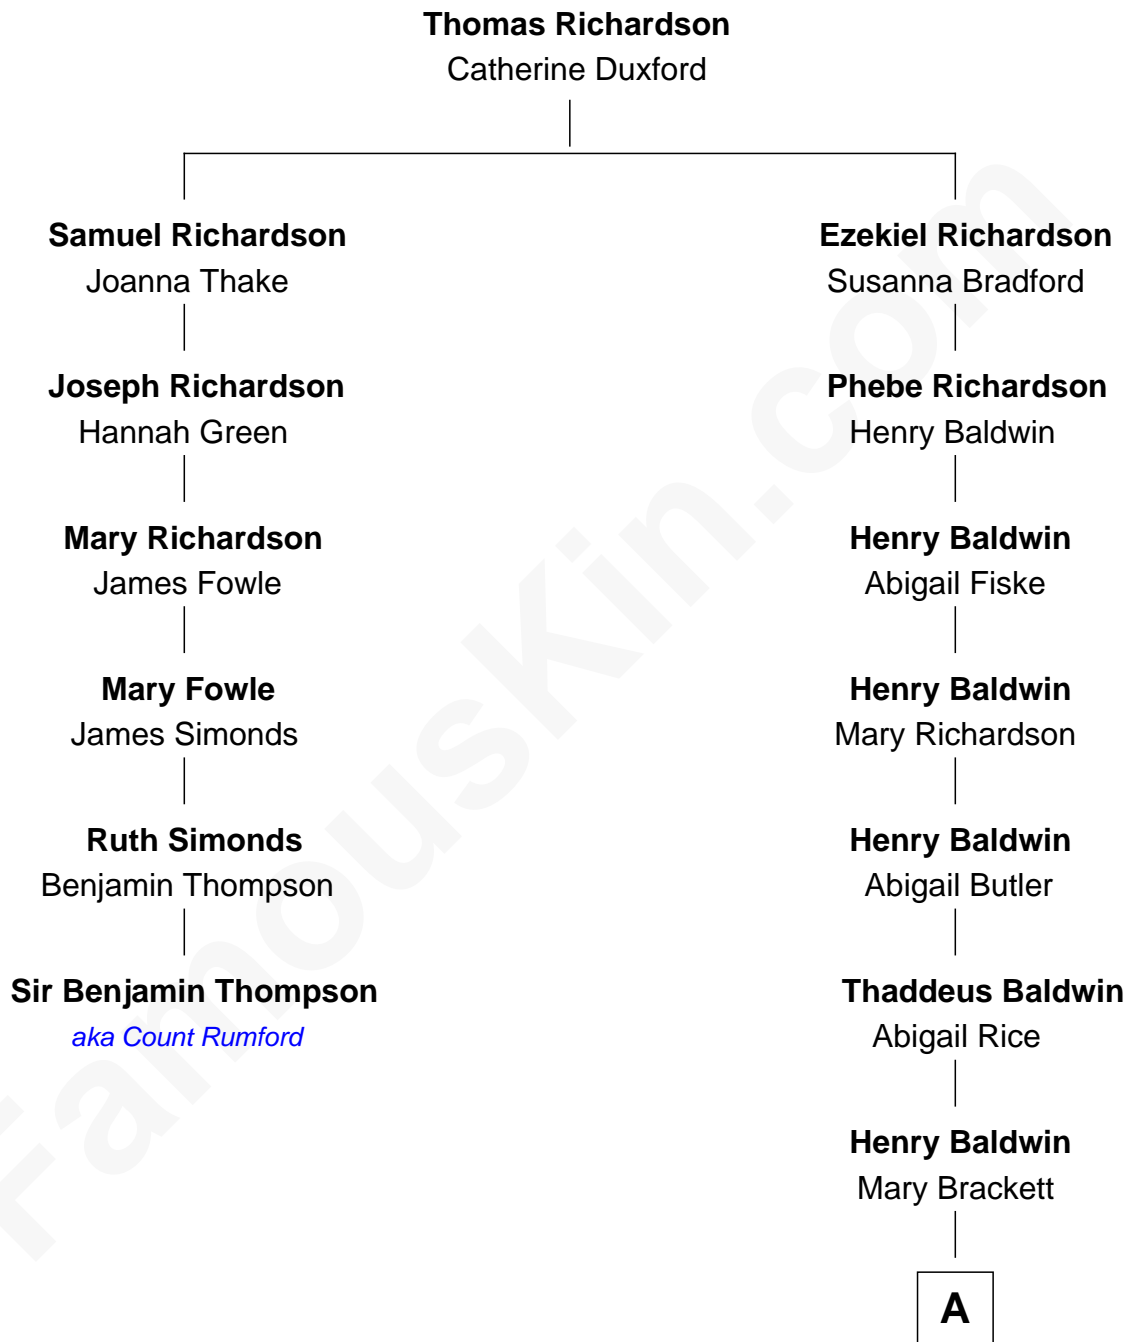 Thomas Richardson
Catherine Duxford
Samuel Richardson
Joanna Thake
Ezekiel Richardson
Susanna Bradford
Joseph Richardson
Hannah Green
Phebe Richardson
Henry Baldwin
Mary Richardson
James Fowle
Henry Baldwin
Abigail Fiske
Mary Fowle
James Simonds
Henry Baldwin
Mary Richardson
Ruth Simonds
Benjamin Thompson
Henry Baldwin
Abigail Butler
Sir Benjamin Thompson
aka Count Rumford
Thaddeus Baldwin
Abigail Rice
Henry Baldwin
Mary Brackett
A
FamousKin.com